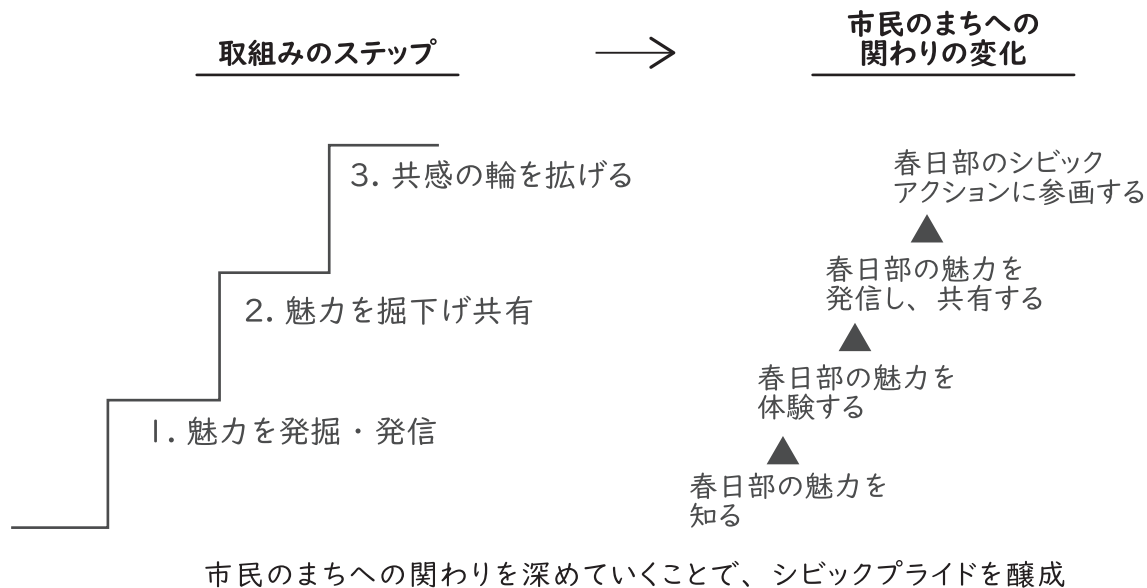 取組みのステップ
市民のまちへの
関わりの変化
3. 共感の輪を拡げる
2. 魅力を掘下げ共有
1. 魅力を発掘・発信
春日部のシビック
アクションに参画する
春日部の魅力を
発信し、共有する
春日部の魅力を
体験する
春日部の魅力を
知る
市民のまちへの関わりを深めていくことで、シビックプライドを醸成